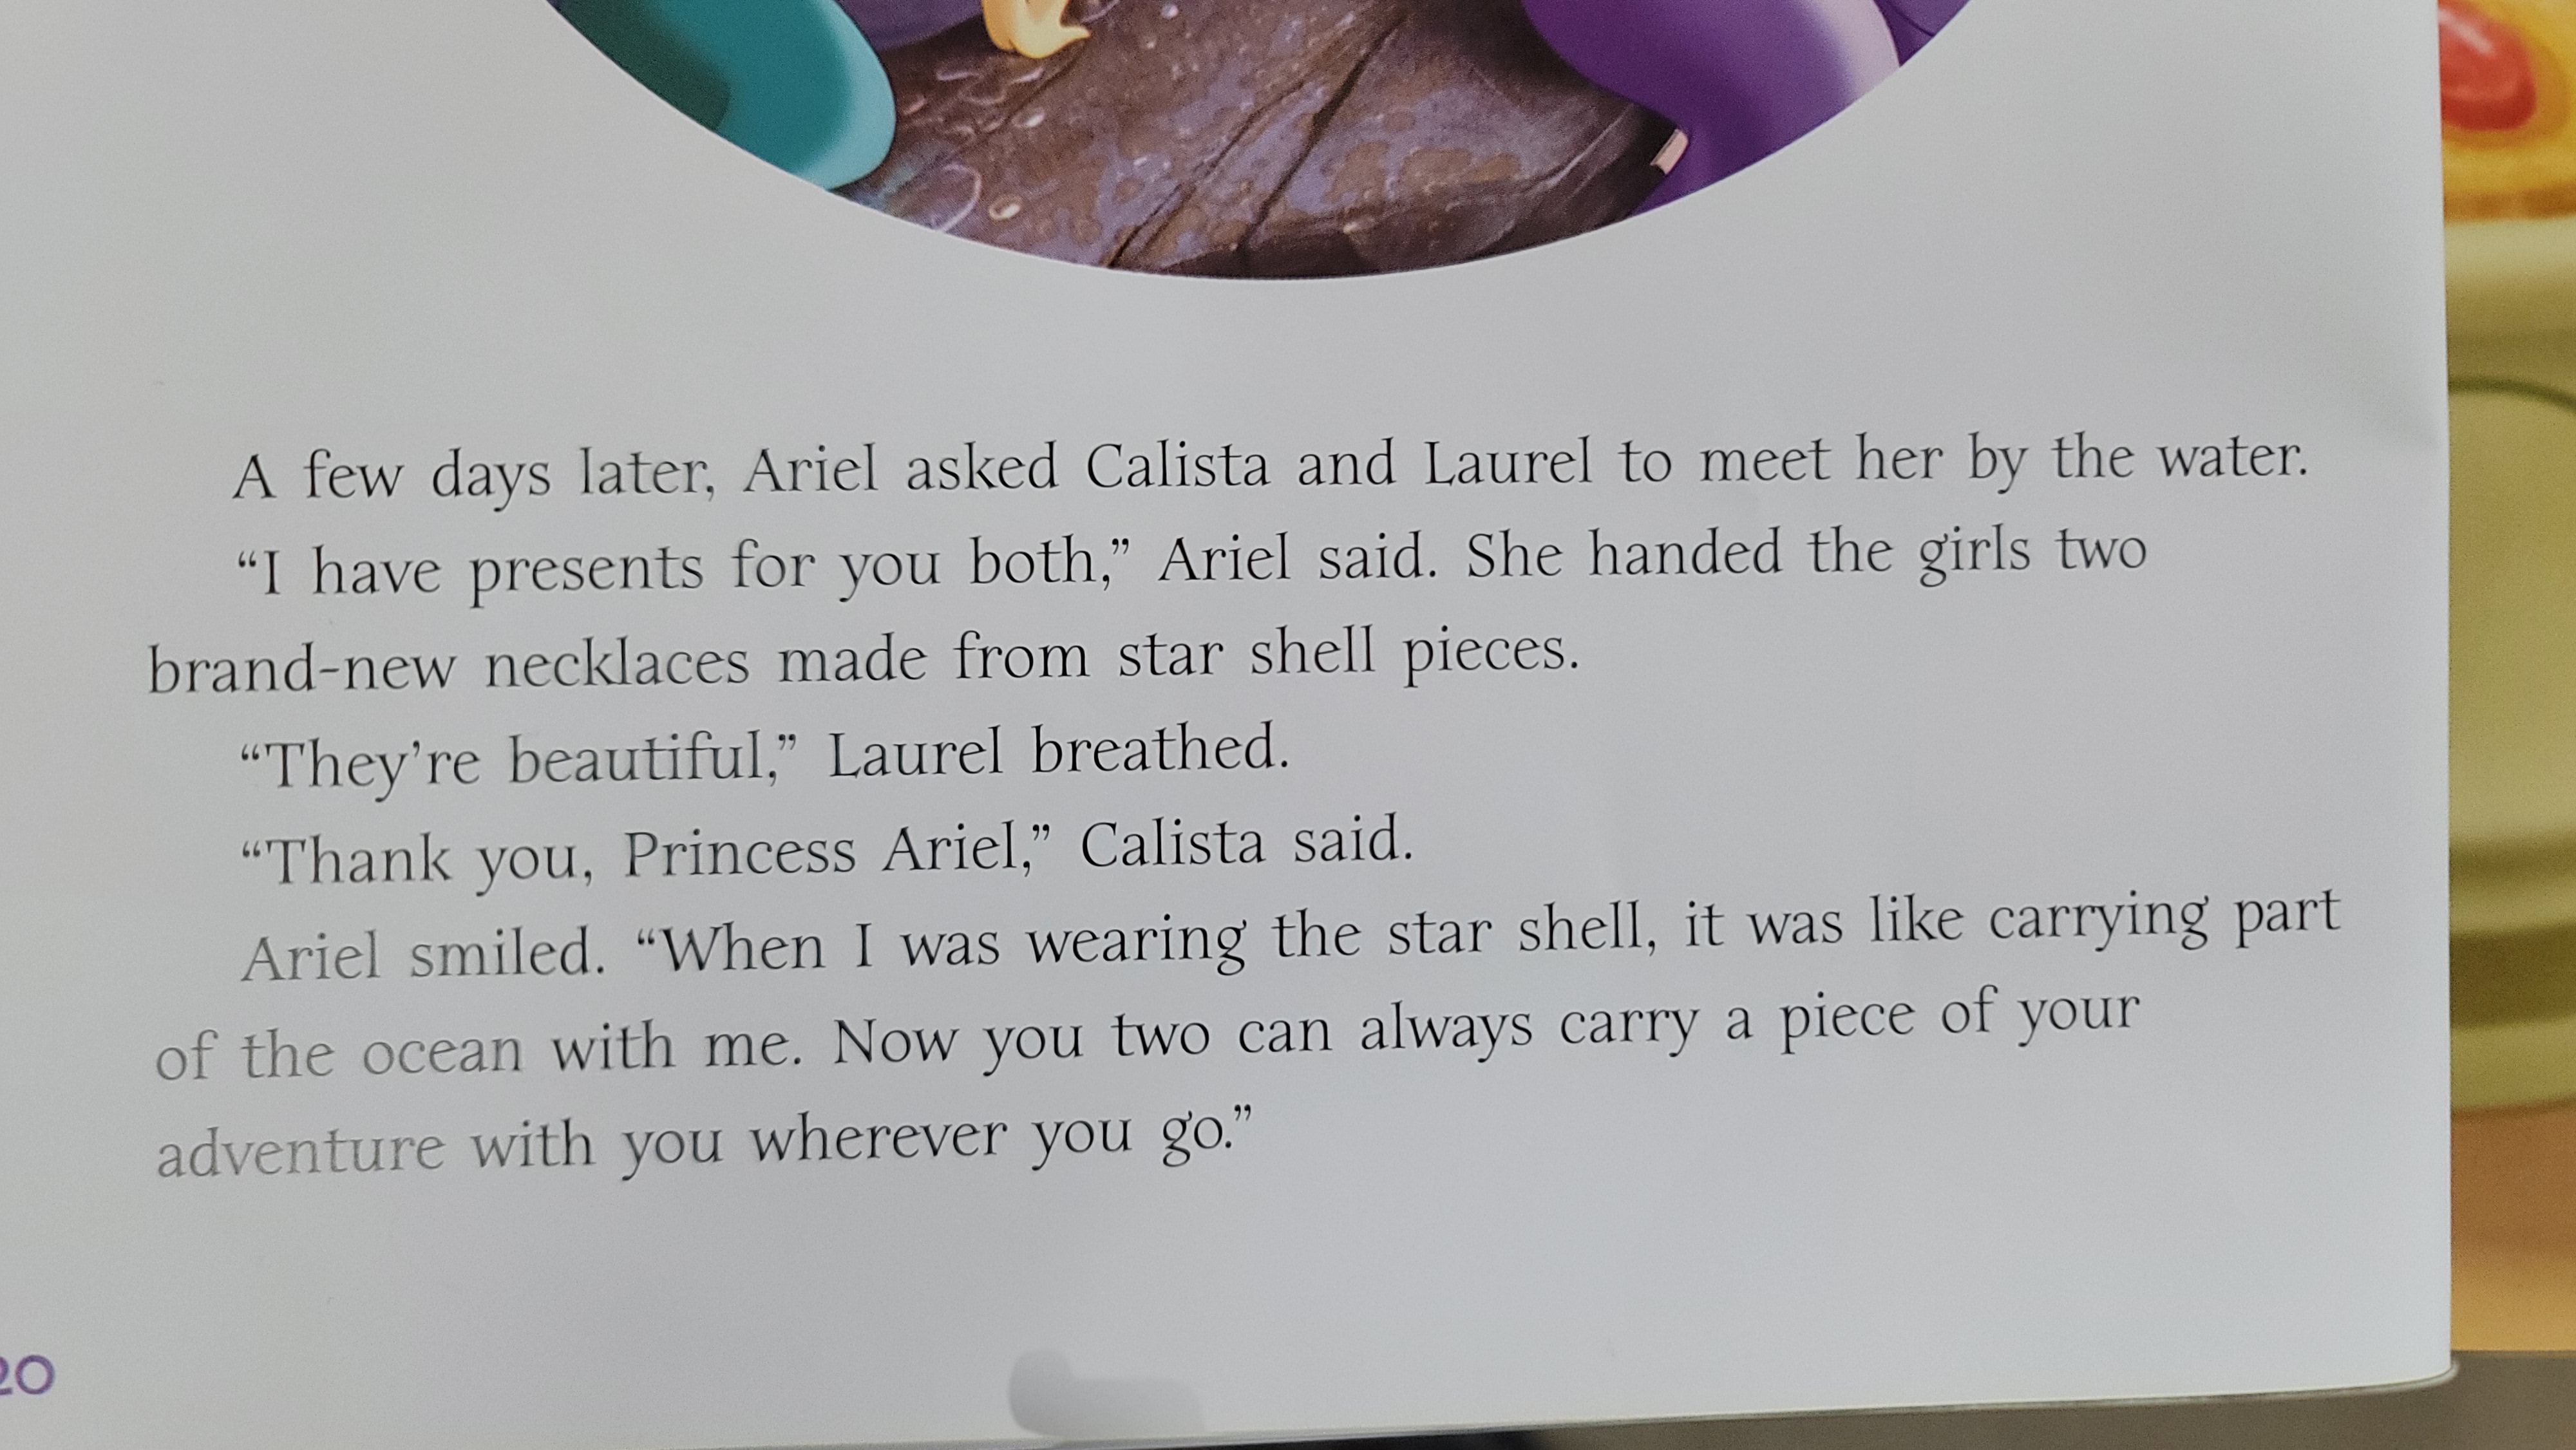 A few days later, Ariel asked Calista and Laurel to meet her by the water.
“I have presents for you both,” Ariel said. She handed the girls two
brand-new necklaces made from star shell pieces.
“They’re beautiful,” Laurel breathed.
“Thank you, Princess Ariel,” Calista said.
Ariel smiled. “When I was wearing the star shell, it was like carrying part
of the ocean with me. Now you two can always carry a piece of your
adventure with you wherever you go.”
20